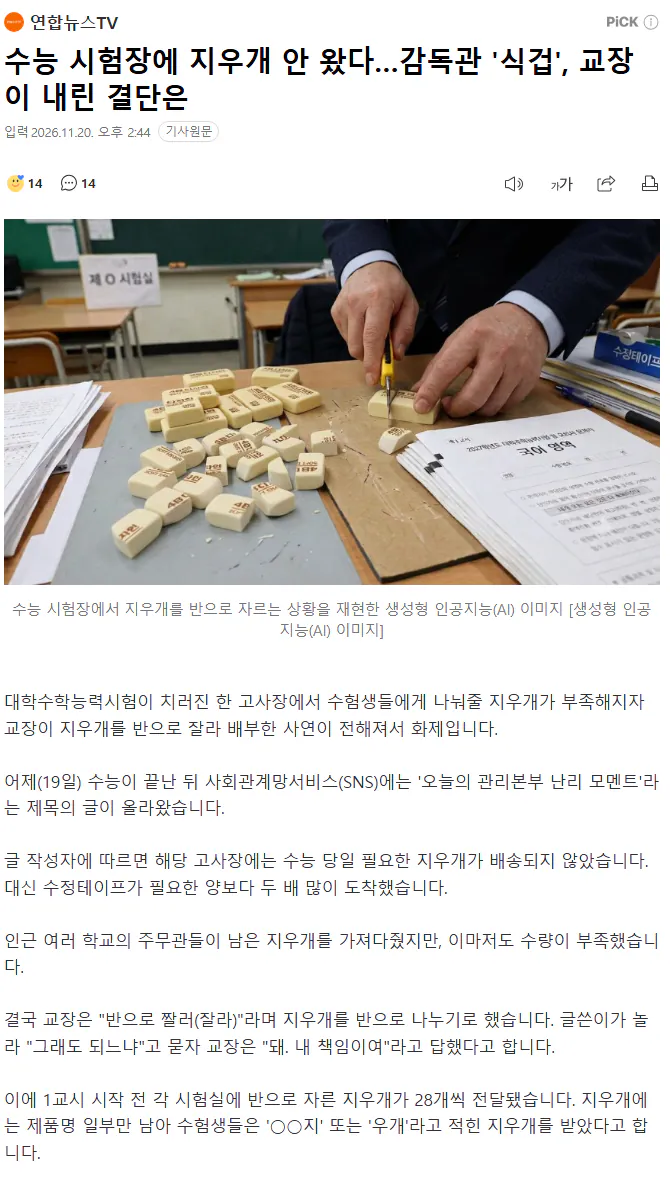 연합뉴스TV
PiCK
수능 시험장에 지우개 안 왔다…감독관 '식겁', 교장
이 내린 결단은
입력 2026.11.20. 오후 2:44 기사원문
14 14
가가
제 O 시험실
수정테이프
국어 영역
4B
4B
4B
수능 시험장에서 지우개를 반으로 자르는 상황을 재현한 생성형 인공지능(AI) 이미지 [생성형 인공
지능(AI) 이미지]
대학수학능력시험이 치러진 한 고사장에서 수험생들에게 나눠줄 지우개가 부족해지자
교장이 지우개를 반으로 잘라 배부한 사연이 전해져서 화제입니다.
어제(19일) 수능이 끝난 뒤 사회관계망서비스(SNS)에는 '오늘의 관리본부 난리 모멘트'라
는 제목의 글이 올라왔습니다.
글 작성자에 따르면 해당 고사장에는 수능 당일 필요한 지우개가 배송되지 않았습니다.
대신 수정테이프가 필요한 양보다 두 배 많이 도착했습니다.
인근 여러 학교의 주무관들이 남은 지우개를 가져다줬지만, 이마저도 수량이 부족했습니
다.
결국 교장은 "반으로 짤러(잘라)"라며 지우개를 반으로 나누기로 했습니다. 글쓴이가 놀
라 "그래도 되느냐"고 묻자 교장은 "돼. 내 책임이여"라고 답했다고 합니다.
이에 1교시 시작 전 각 시험실에 반으로 자른 지우개가 28개씩 전달됐습니다. 지우개에
는 제품명 일부만 남아 수험생들은 '○○지' 또는 '우개'라고 적힌 지우개를 받았다고 합
니다.